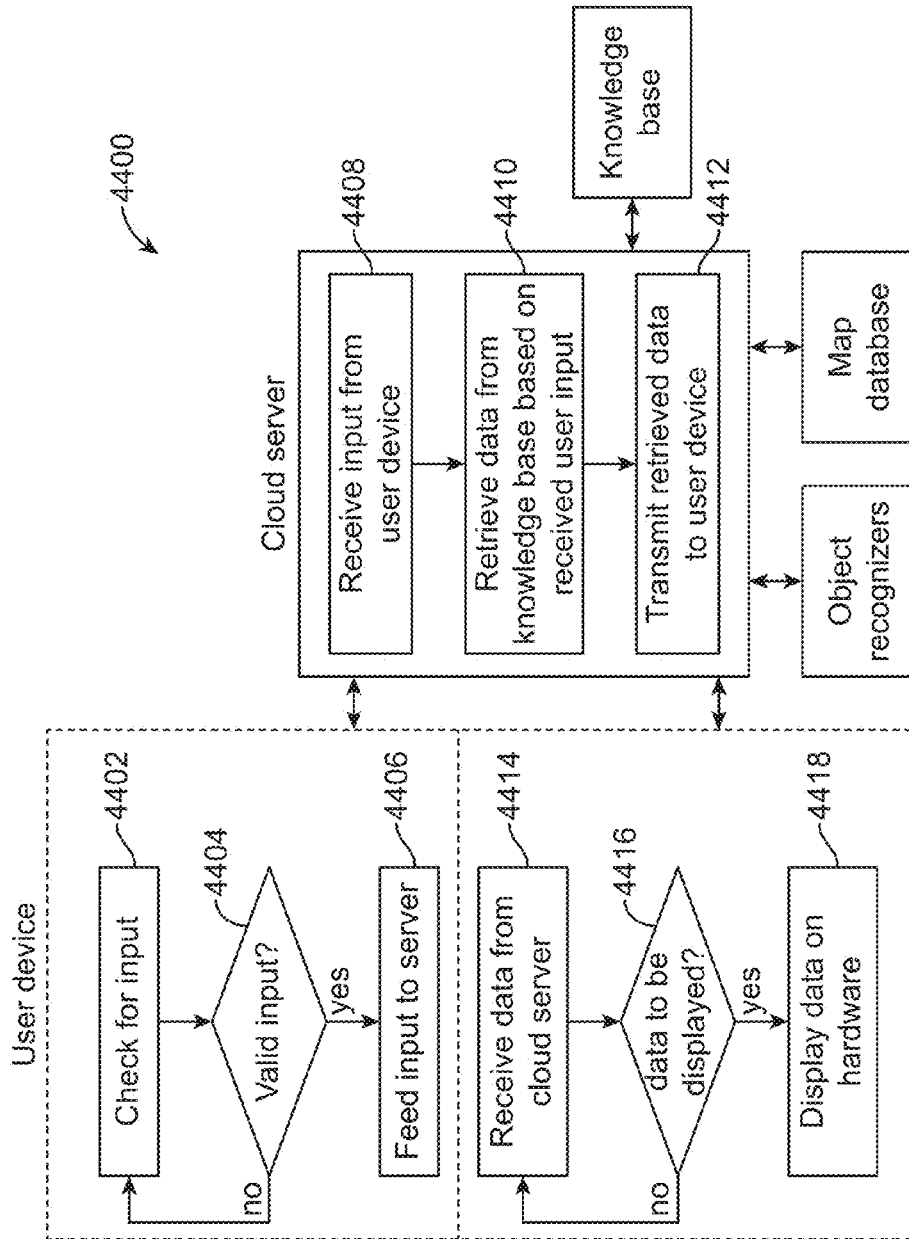 4400
User device
Check for input
4402
Valid input?
4404
no
yes
Feed input to server
4406
Receive data from
cloud server
4414
data to be
displayed?
4416
no
yes
Display data on
hardware
4418
Cloud server
Receive input from
user device
4408
Retrieve data from
knowledge base based on
received user input
4410
Transmit retrieved data
to user device
4412
Knowledge
base
Object
recognizers
Map
database